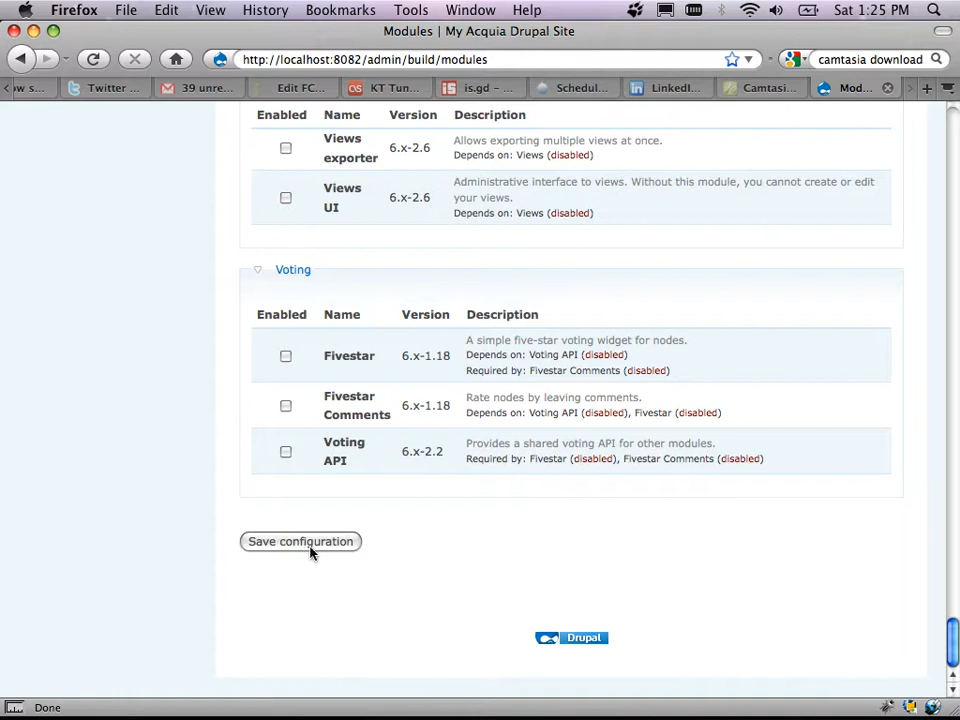 Firefox File Edit View History Bookmarks Tools Window Help Sat 1:25 PM
Modules | My Acquia Drupal Site
http://localhost:8082/admin/build/modules camtasia download
ow s... Twitter ... 39 unre... Edit FC... KT Tun... is.gd - ... Schedul... LinkedI... Camtasi... Mod...
Enabled Name Version Description
Views exporter 6.x-2.6 Allows exporting multiple views at once.
Depends on: Views (disabled)
Views UI 6.x-2.6 Administrative interface to views. Without this module, you cannot create or edit
your views.
Depends on: Views (disabled)
Voting
Enabled Name Version Description
Fivestar 6.x-1.18 A simple five-star voting widget for nodes.
Depends on: Voting API (disabled)
Required by: Fivestar Comments (disabled)
Fivestar Comments 6.x-1.18 Rate nodes by leaving comments.
Depends on: Voting API (disabled), Fivestar (disabled)
Voting API 6.x-2.2 Provides a shared voting API for other modules.
Required by: Fivestar (disabled), Fivestar Comments (disabled)
Save configuration
Drupal
Done